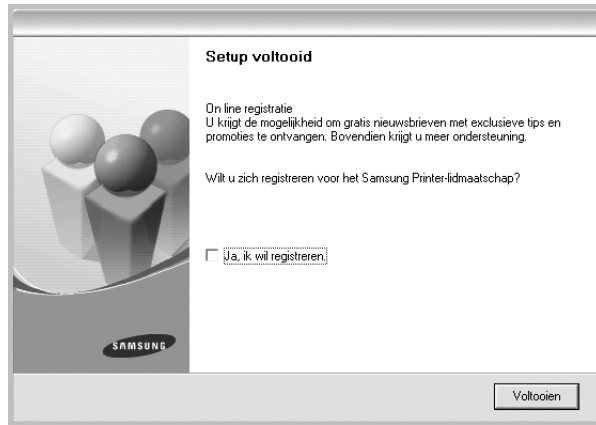 Setup voltooid
On line registratie
U krijgt de mogelijkheid om gratis nieuwsbrieven met exclusieve tips en
promoties te ontvangen. Bovendien krijgt u meer ondersteuning.
Wilt u zich registreren voor het Samsung Printer-lidmaatschap?
Ja, ik wil registreren.
SAMSUNG
Voltooien